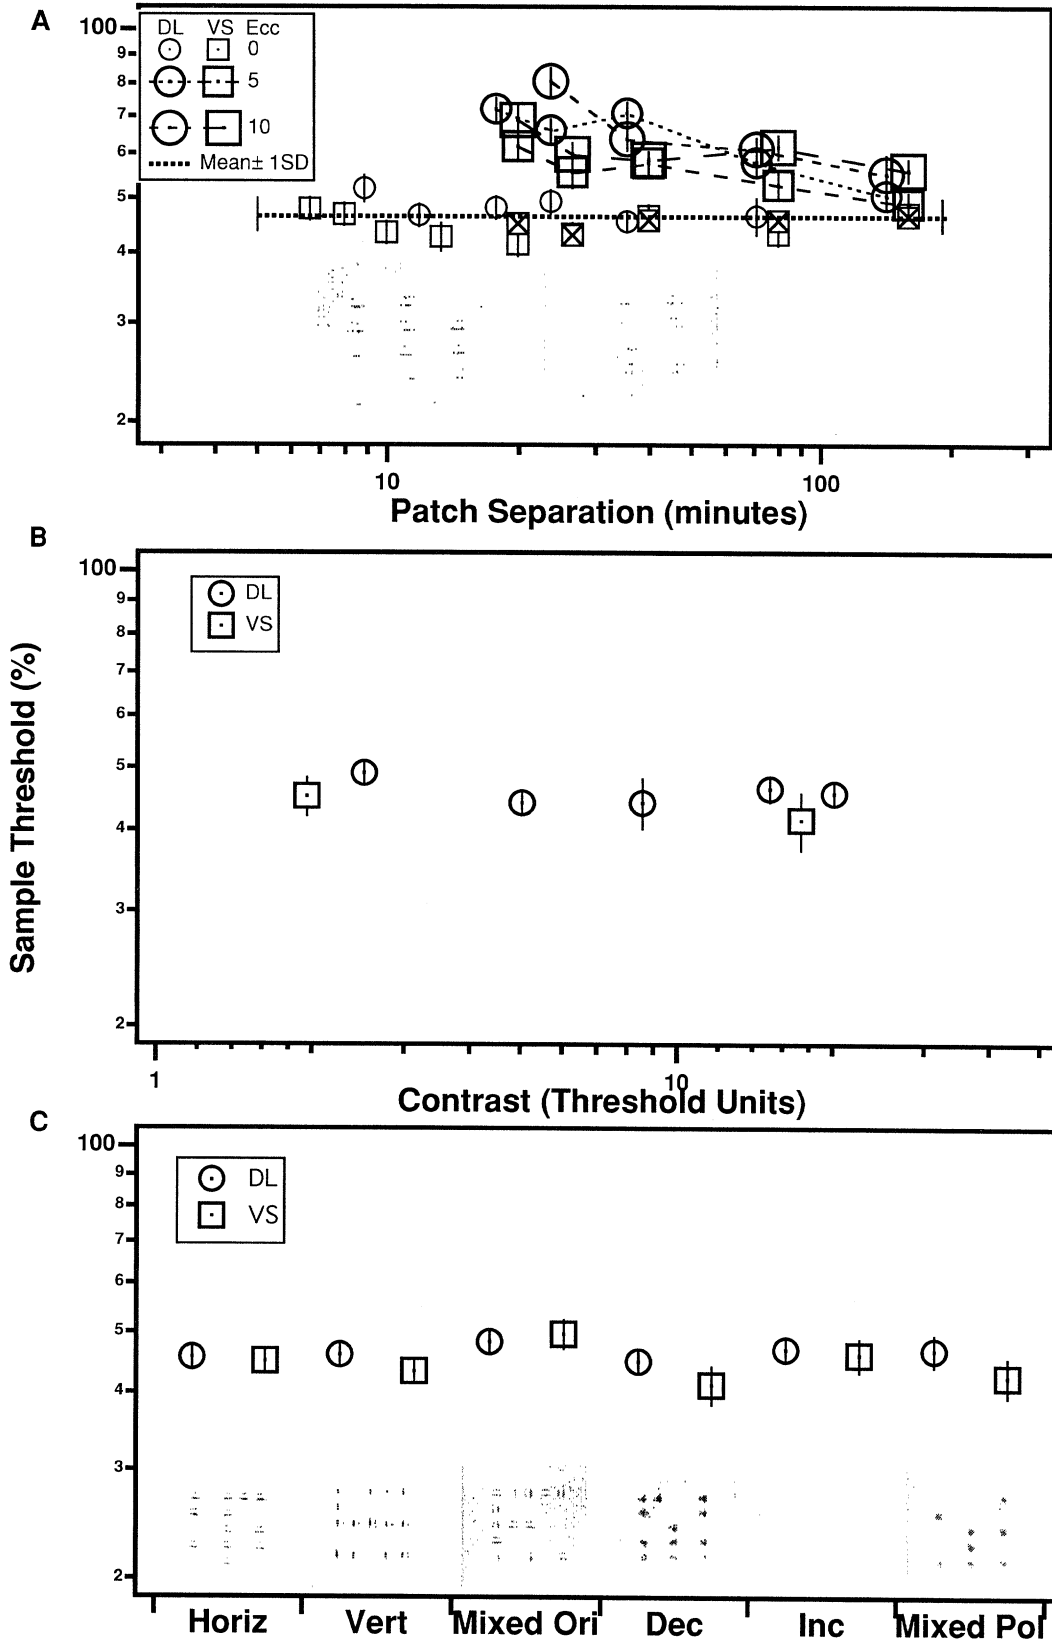 A
100
9
8
7
6
5
4
3
2
DL VS Ecc
0
5
10
Mean± 1SD
10 100
Patch Separation (minutes)
B
100
9
8
7
6
5
4
3
2
DL
VS
1 10
Contrast (Threshold Units)
Sample Threshold (%)
C
100
9
8
7
6
5
4
3
2
DL
VS
Horiz Vert Mixed Ori Dec Inc Mixed Pol